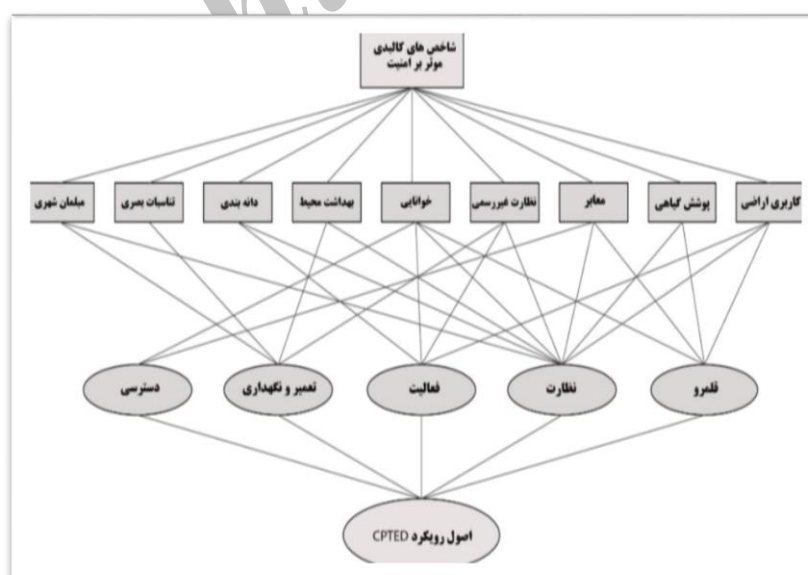 شاخص های کالبدی
موثر بر امنیت
کاربری اراضی
پوشش گیاهی
معابر
نظارت غیررسمی
خوانایی
بهداشت محیط
دانه بندی
تناسبات بصری
مبلمان شهری
قلمرو
نظارت
فعالیت
تعمیر و نگهداری
دسترسی
اصول رویکرد CPTED